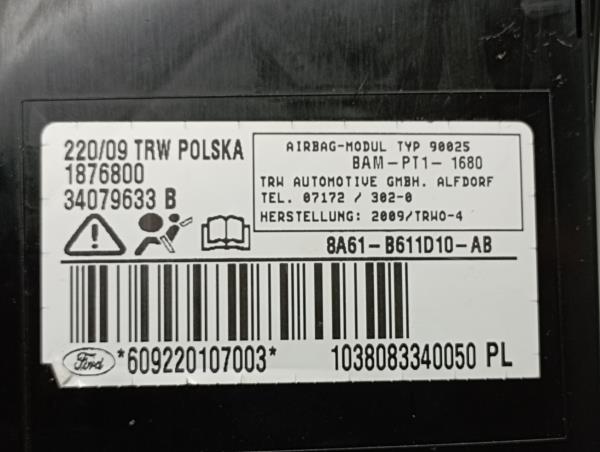 220/09 TRW POLSKA
1876800
34079633 B
AIRBAG-MODUL TYP 90025
BAM-PT1- 1680
TRW AUTOMOTIVE GMBH. ALFDORF
TEL. 07172 / 302-0
HERSTELLUNG: 2009/TRWO-4
8A61-B611D10-AB
Ford
*609220107003*
1038083340050 PL